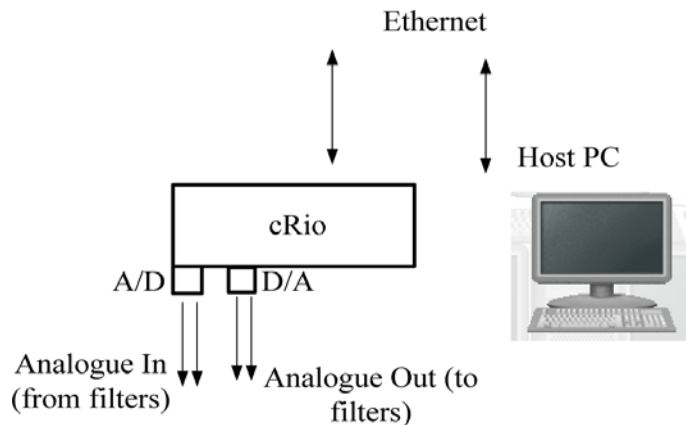 Ethernet
Host PC
cRio
A/D
D/A
Analogue In
(from filters)
Analogue Out (to
filters)